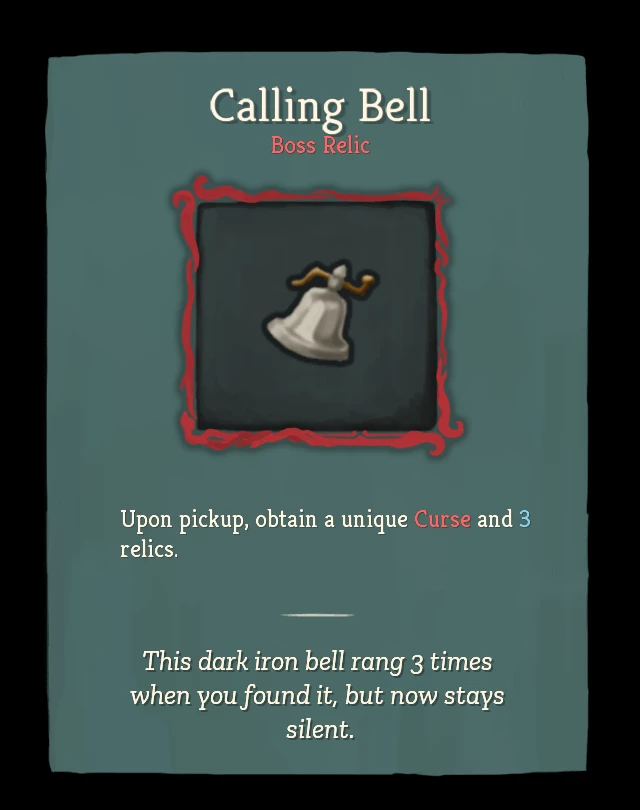 Calling Bell
Boss Relic
Upon pickup, obtain a unique Curse and 3
relics.
This dark iron bell rang 3 times
when you found it, but now stays
silent.